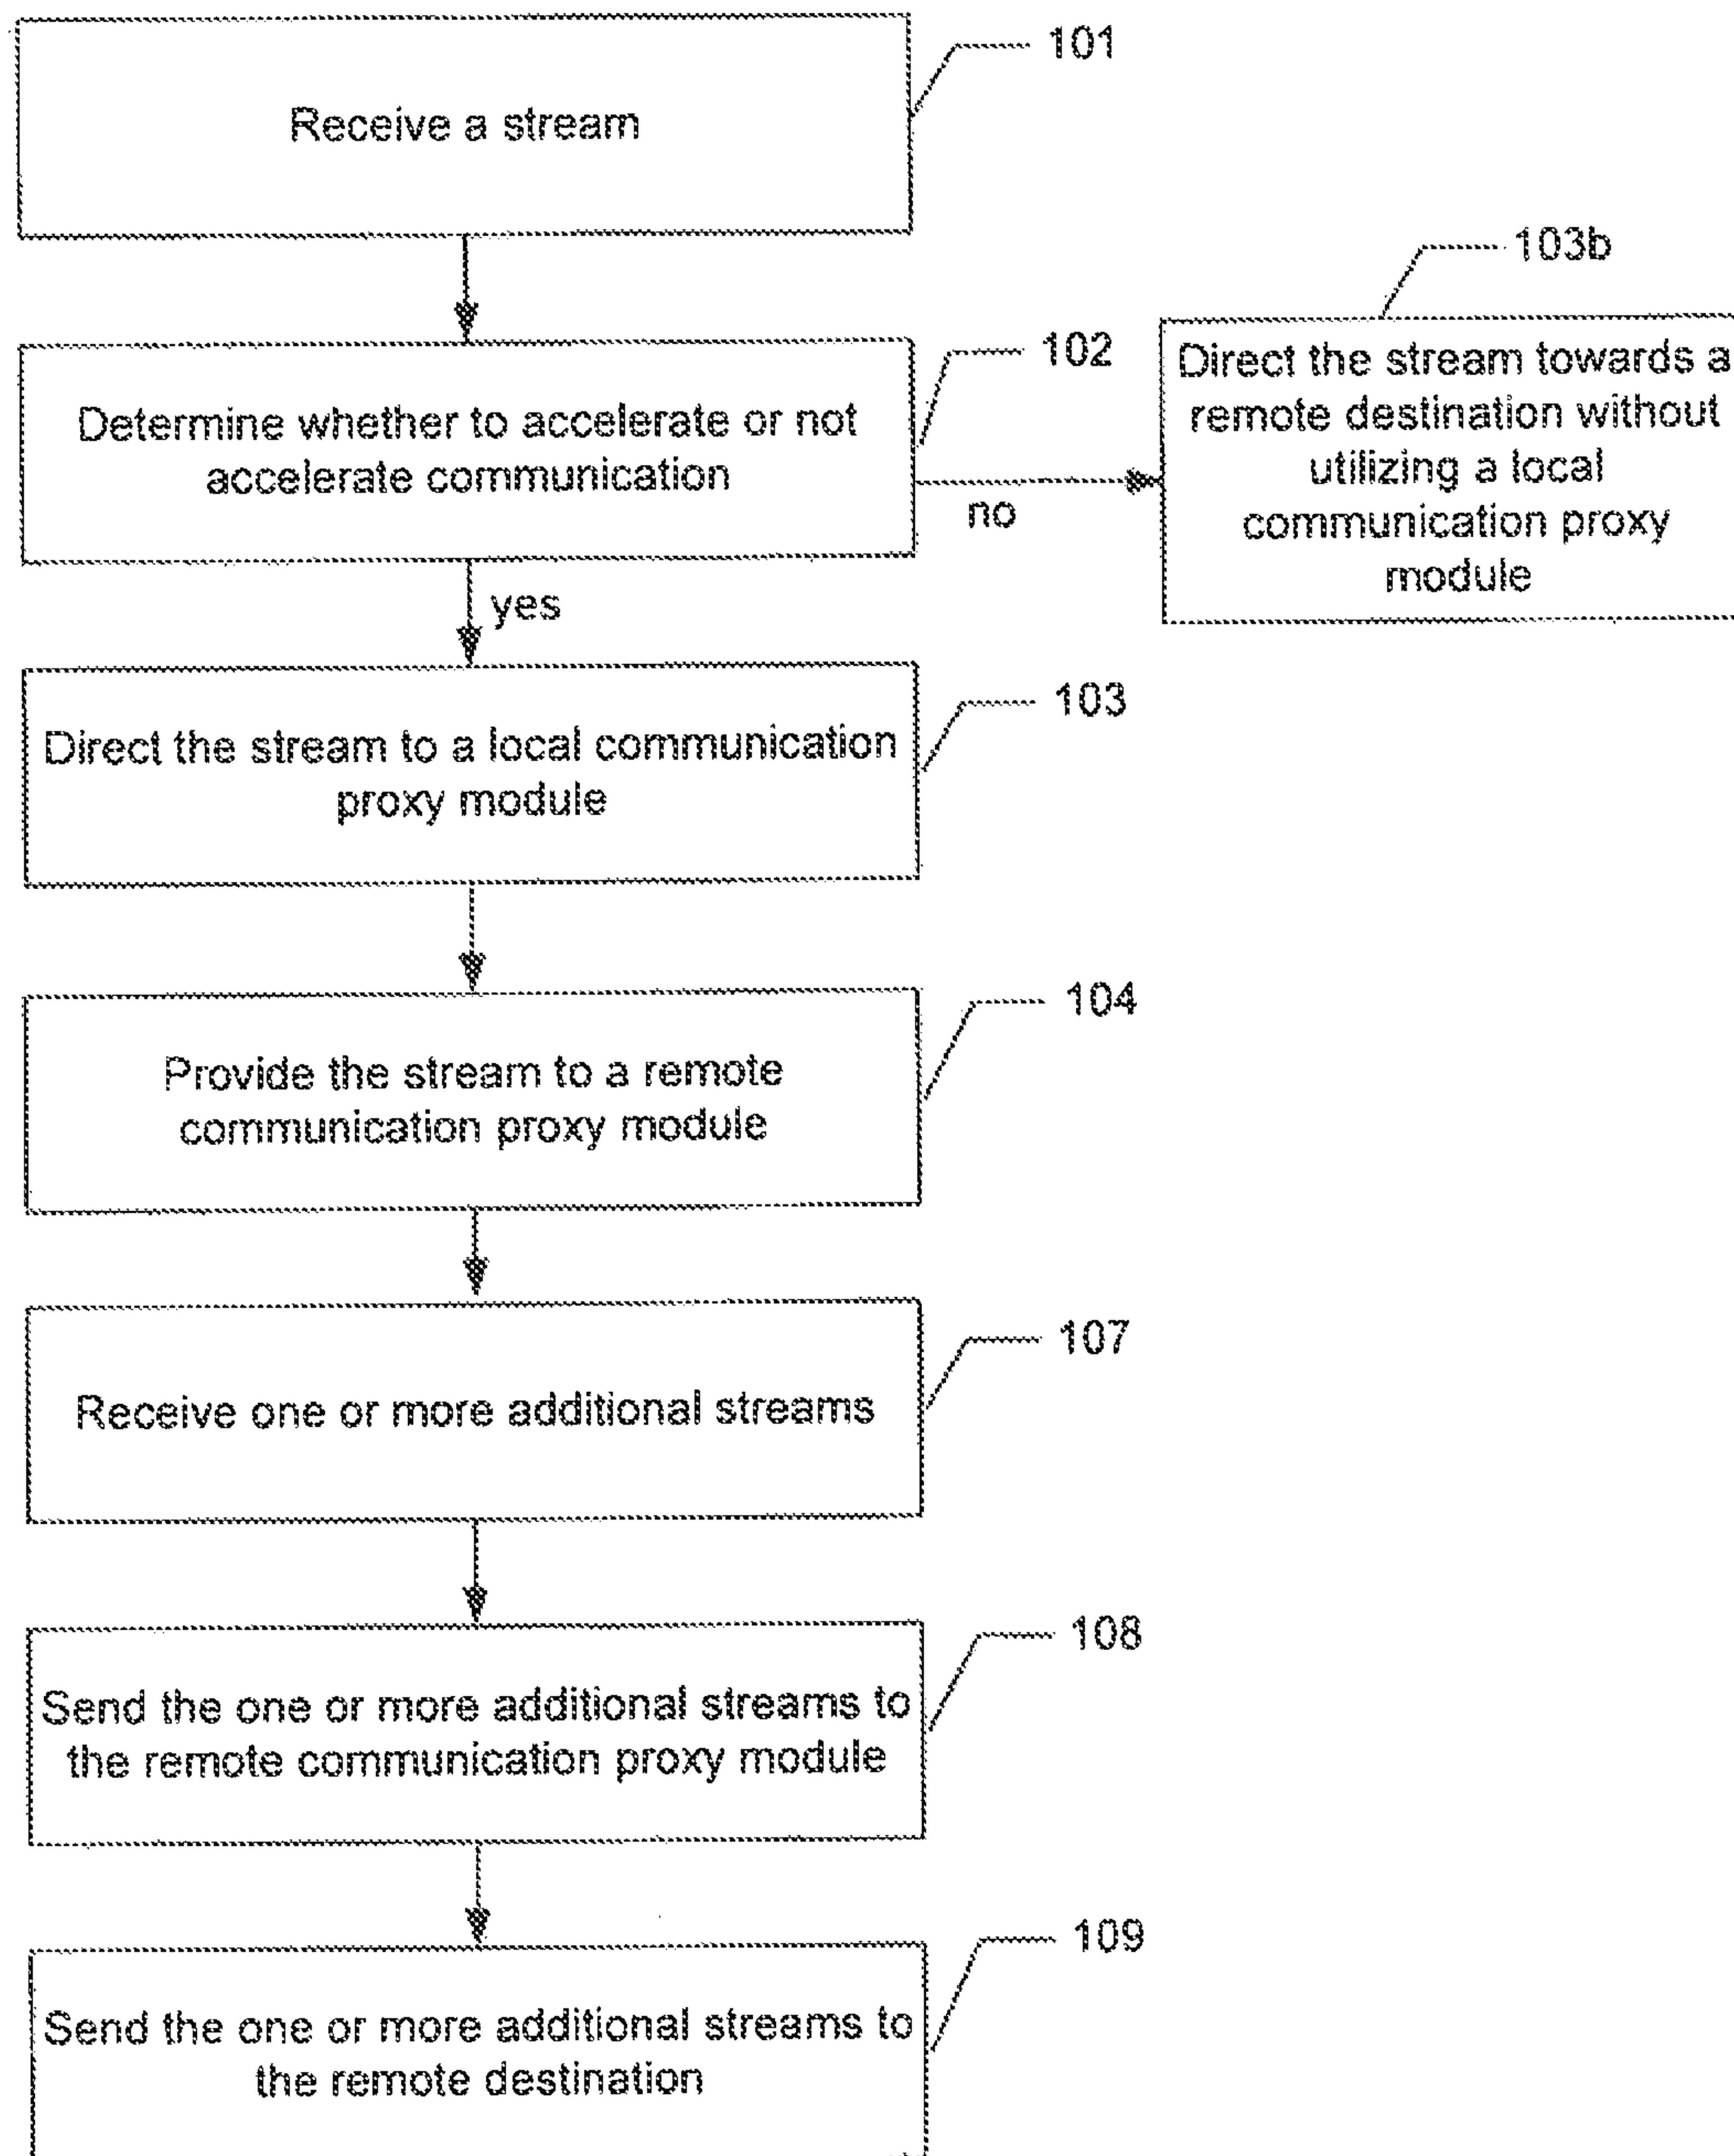 101
Receive a stream
103b
102
Direct the stream towards a
remote destination without
utilizing a local
communication proxy
module
Determine whether to accelerate or not
accelerate communication
no
yes
103
Direct the stream to a local communication
proxy module
104
Provide the stream to a remote
communication proxy module
107
Receive one or more additional streams
108
Send the one or more additional streams to
the remote communication proxy module
109
Send the one or more additional streams to
the remote destination